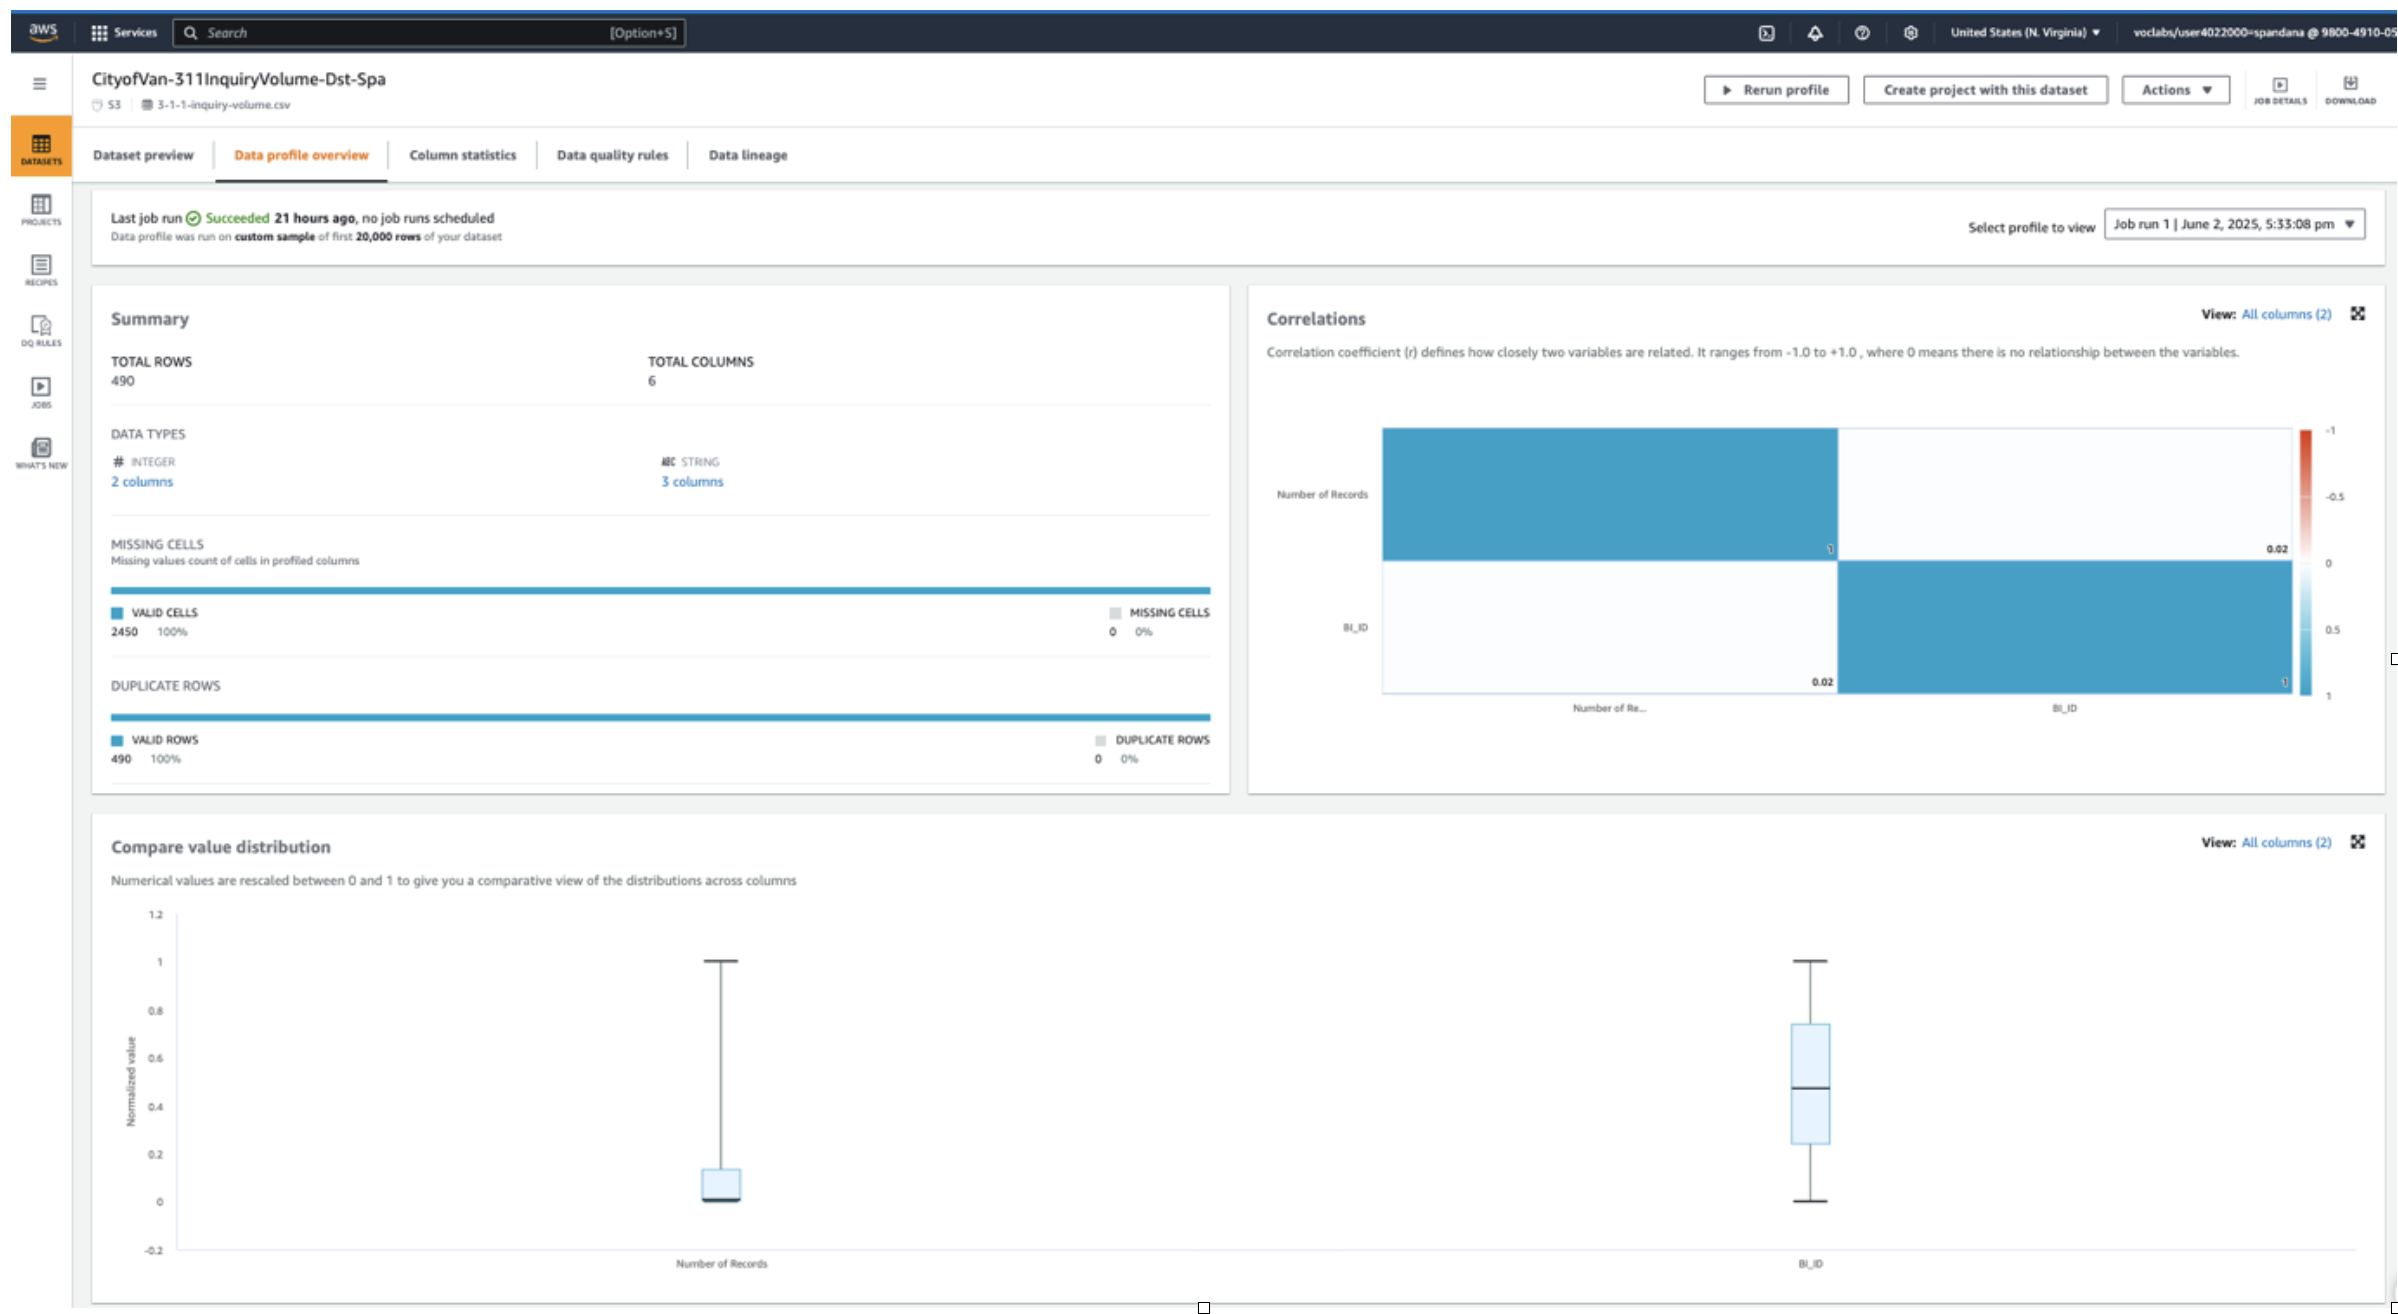 aws Services Search [Option+S] United States (N. Virginia) ▼ voclabs/user4022000=spandana @ 9800-4910-05
CityofVan-311InquiryVolume-Dst-Spa
S3 3-1-1-inquiry-volume.csv
Rerun profile Create project with this dataset Actions ▼ JOB DETAILS DOWNLOAD
DATASETS
PROJECTS
RECIPES
DQ RULES
JOBS
WHAT'S NEW
Dataset preview Data profile overview Column statistics Data quality rules Data lineage
Last job run Succeeded 21 hours ago, no job runs scheduled
Data profile was run on custom sample of first 20,000 rows of your dataset
Select profile to view Job run 1 | June 2, 2025, 5:33:08 pm ▼
Summary
TOTAL ROWS TOTAL COLUMNS
490 6
DATA TYPES
# INTEGER ABC STRING
2 columns 3 columns
MISSING CELLS
Missing values count of cells in profiled columns
VALID CELLS MISSING CELLS
2450 100% 0 0%
DUPLICATE ROWS
VALID ROWS DUPLICATE ROWS
490 100% 0 0%
Correlations View: All columns (2)
Correlation coefficient (r) defines how closely two variables are related. It ranges from -1.0 to +1.0 , where 0 means there is no relationship between the variables.
-1
Number of Records -0.5
1 0.02
0
BI_ID 0.5
0.02 1
1
Number of Re... BI_ID
Compare value distribution View: All columns (2)
Numerical values are rescaled between 0 and 1 to give you a comparative view of the distributions across columns
Normalized value
1.2
1
0.8
0.6
0.4
0.2
0
-0.2
Number of Records BI_ID